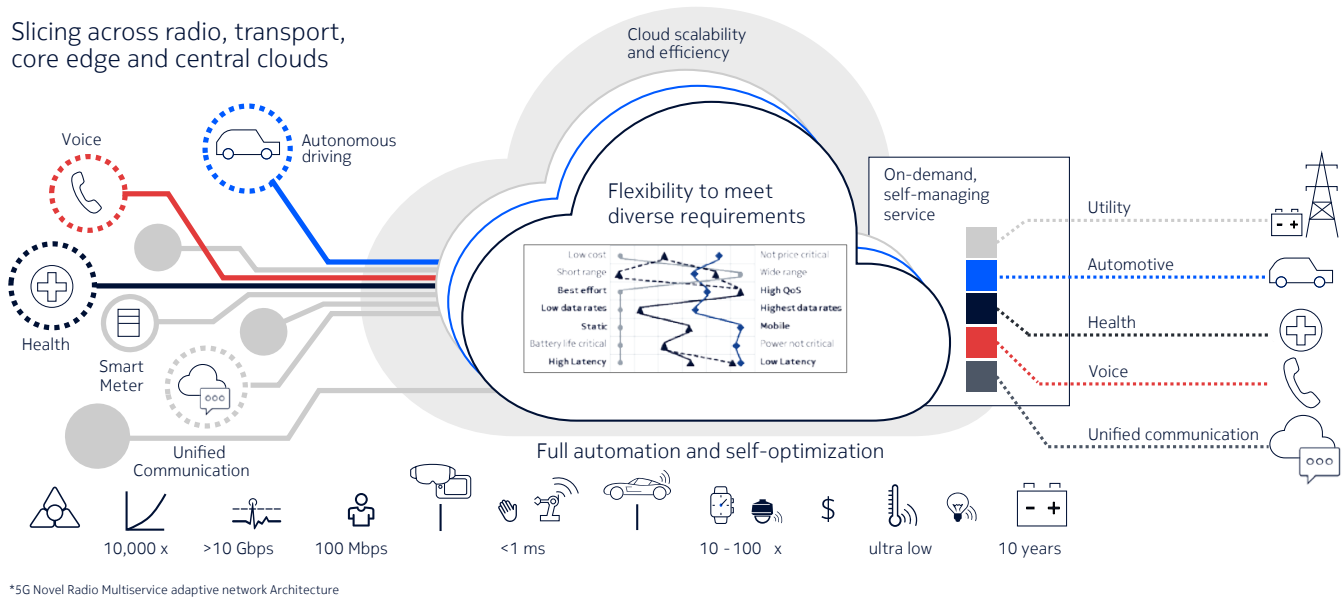 Slicing across radio, transport,
core edge and central clouds
Cloud scalability
and efficiency
Voice
Autonomous
driving
Health
Smart
Meter
Unified
Communication
Flexibility to meet
diverse requirements
Low cost Not price critical
Short range Wide range
Best effort High QoS
Low data rates Highest data rates
Static Mobile
Battery life critical Power not critical
High Latency Low Latency
On-demand,
self-managing
service
Utility
Automotive
Health
Voice
Unified communication
Full automation and self-optimization
$
10,000 x >10 Gbps 100 Mbps <1 ms 10 - 100 x ultra low 10 years
*5G Novel Radio Multiservice adaptive network Architecture